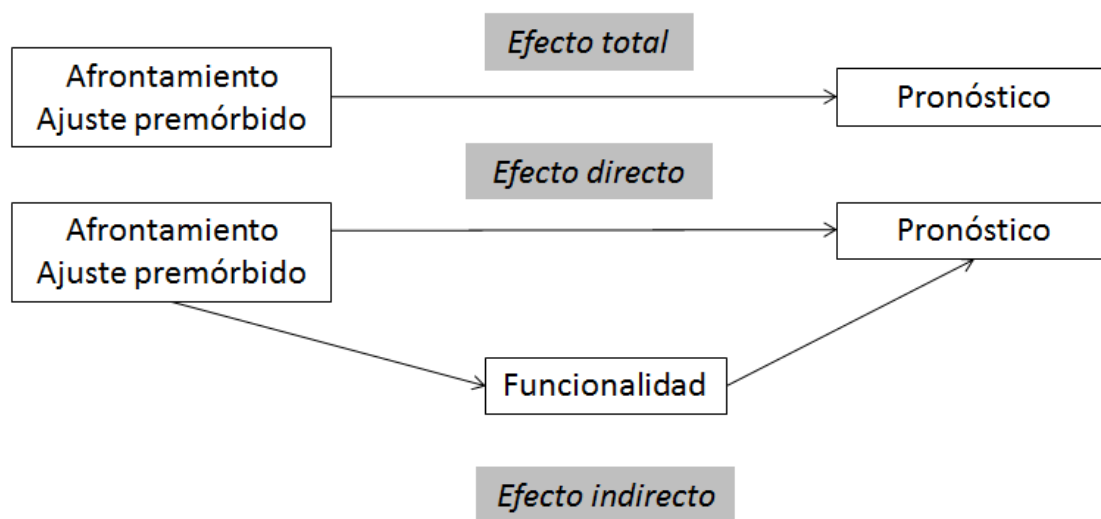 Efecto total
Afrontamiento
Ajuste premórbido
Pronóstico
Efecto directo
Afrontamiento
Ajuste premórbido
Pronóstico
Funcionalidad
Efecto indirecto